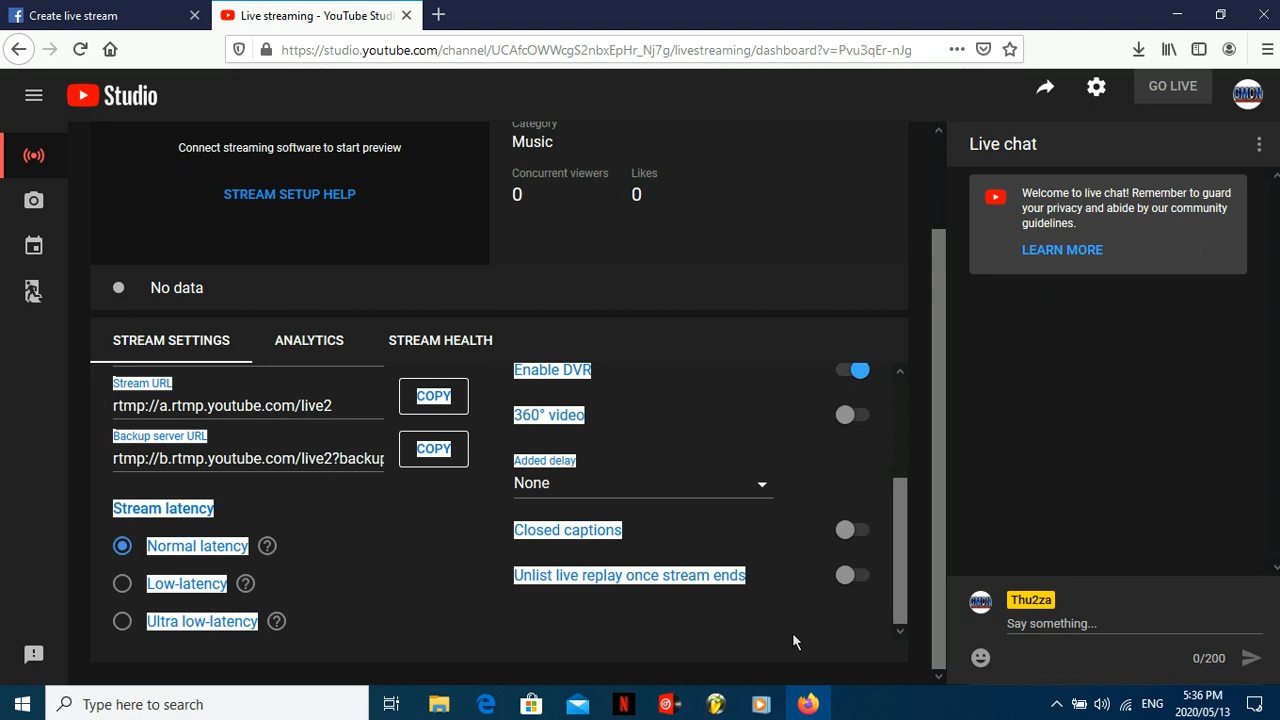 Create live stream
Live streaming - YouTube Studi
https://studio.youtube.com/channel/UCAfcOWWcgS2nbxEpHr_Nj7g/livestreaming/dashboard?v=Pvu3qEr-nJg
Studio
GO LIVE
CMCN
Connect streaming software to start preview
STREAM SETUP HELP
Category
Music
Concurrent viewers
Likes
0
0
No data
STREAM SETTINGS
ANALYTICS
STREAM HEALTH
Stream URL
rtmp://a.rtmp.youtube.com/live2
COPY
Backup server URL
rtmp://b.rtmp.youtube.com/live2?backup
COPY
Stream latency
Normal latency
Low-latency
Ultra low-latency
Enable DVR
360° video
Added delay
None
Closed captions
Unlist live replay once stream ends
Live chat
Welcome to live chat! Remember to guard
your privacy and abide by our community
guidelines.
LEARN MORE
Thu2za
Say something...
0/200
Type here to search
ENG
5:36 PM
2020/05/13